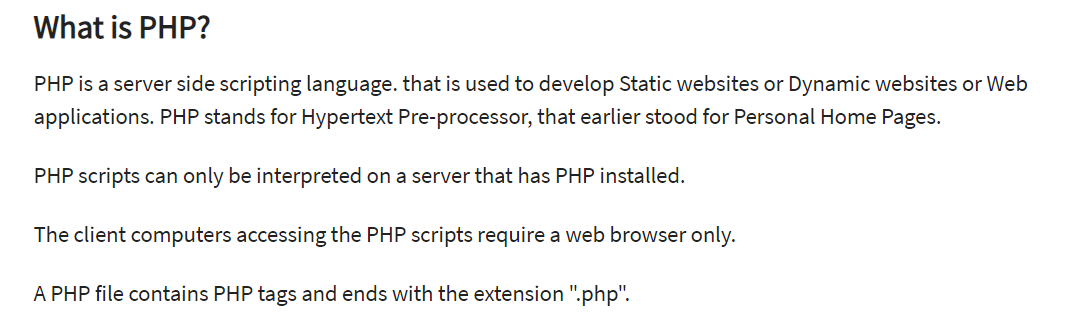 What is PHP?
PHP is a server side scripting language. that is used to develop Static websites or Dynamic websites or Web
applications. PHP stands for Hypertext Pre-processor, that earlier stood for Personal Home Pages.
PHP scripts can only be interpreted on a server that has PHP installed.
The client computers accessing the PHP scripts require a web browser only.
A PHP file contains PHP tags and ends with the extension ".php".